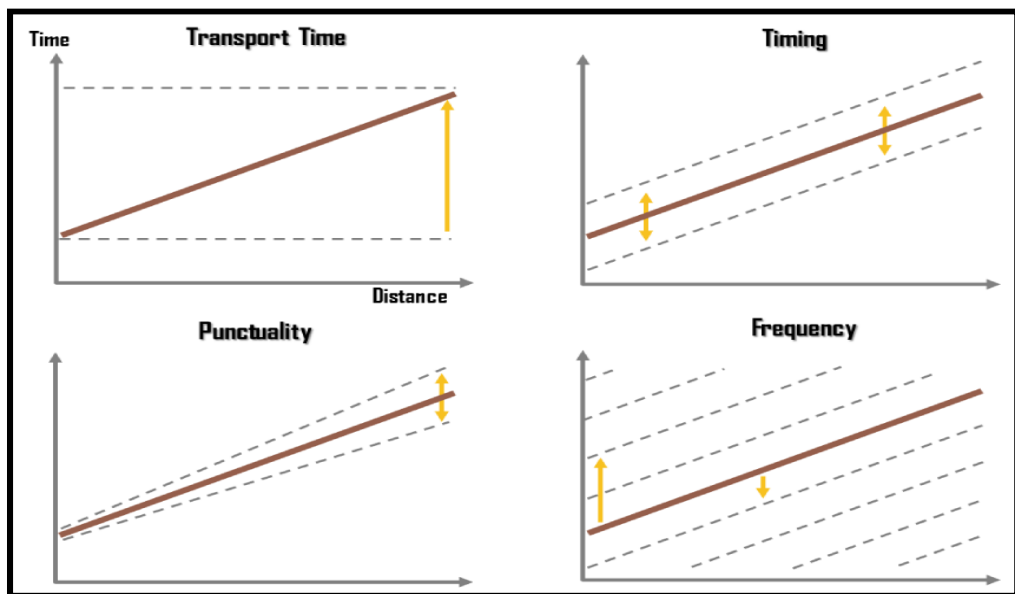 Transport Time
Time
Distance
Timing
Punctuality
Frequency